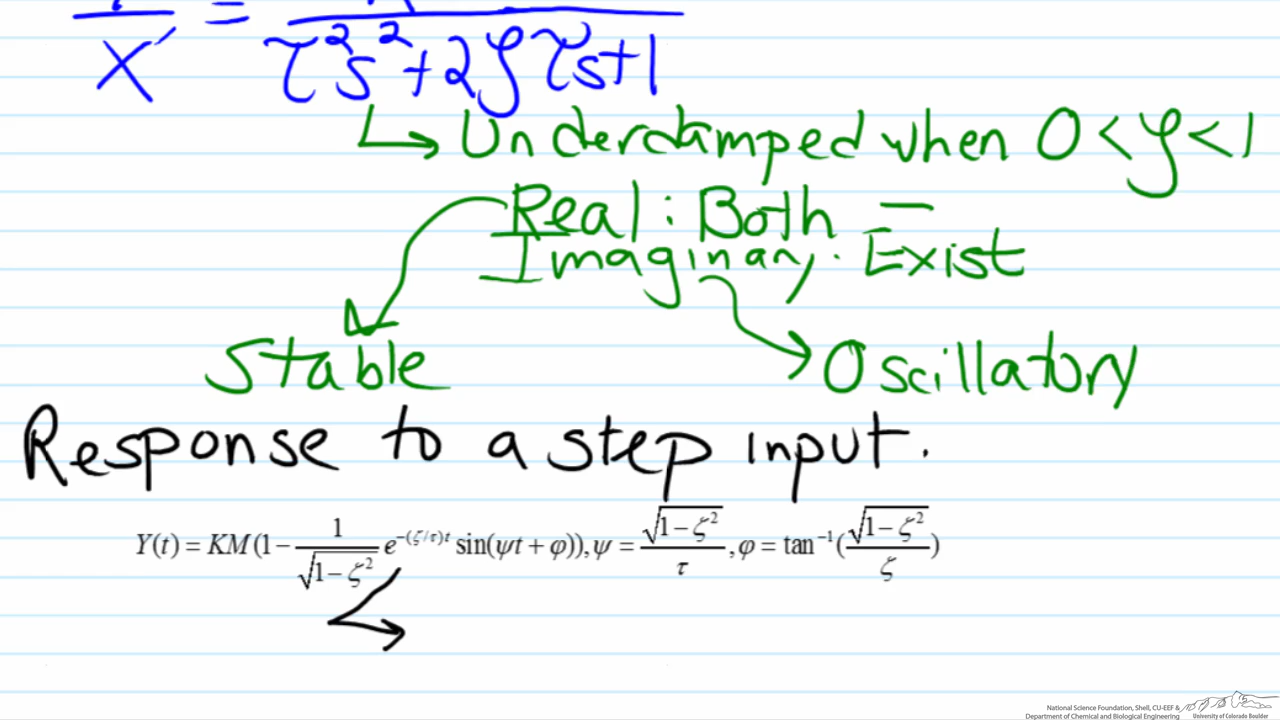 X′ = τ²s² + 2ζτs+1
↳ Underdamped when 0 < ζ < 1
Real : Both –
Imaginary: Exist
Stable
Oscillatory
Response to a step input.
Y(t) = KM(1 − 1/√(1−ζ²) e^(−(ζ/τ)t) sin(ψt + φ)), ψ = √(1−ζ²)/τ, φ = tan⁻¹(√(1−ζ²)/ζ)
National Science Foundation, Shell, CU-EEF &
Department of Chemical and Biological Engineering
University of Colorado Boulder